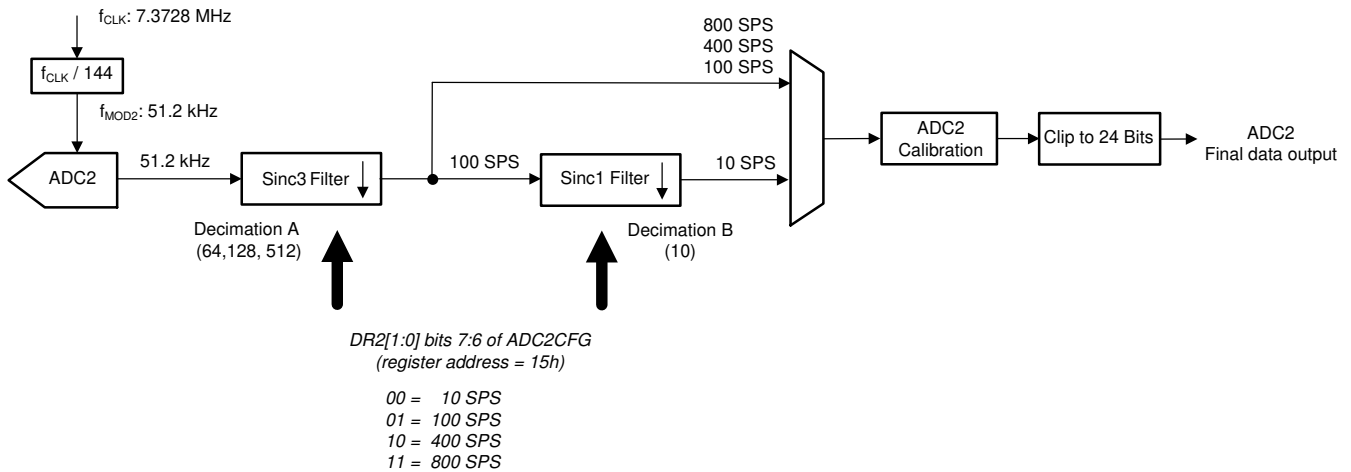 f_CLK: 7.3728 MHz
f_CLK / 144
f_MOD2: 51.2 kHz
ADC2
51.2 kHz
Sinc3 Filter
Decimation A
(64,128, 512)
100 SPS
Sinc1 Filter
Decimation B
(10)
10 SPS
800 SPS
400 SPS
100 SPS
ADC2
Calibration
Clip to 24 Bits
ADC2
Final data output
DR2[1:0] bits 7:6 of ADC2CFG
(register address = 15h)
00 = 10 SPS
01 = 100 SPS
10 = 400 SPS
11 = 800 SPS